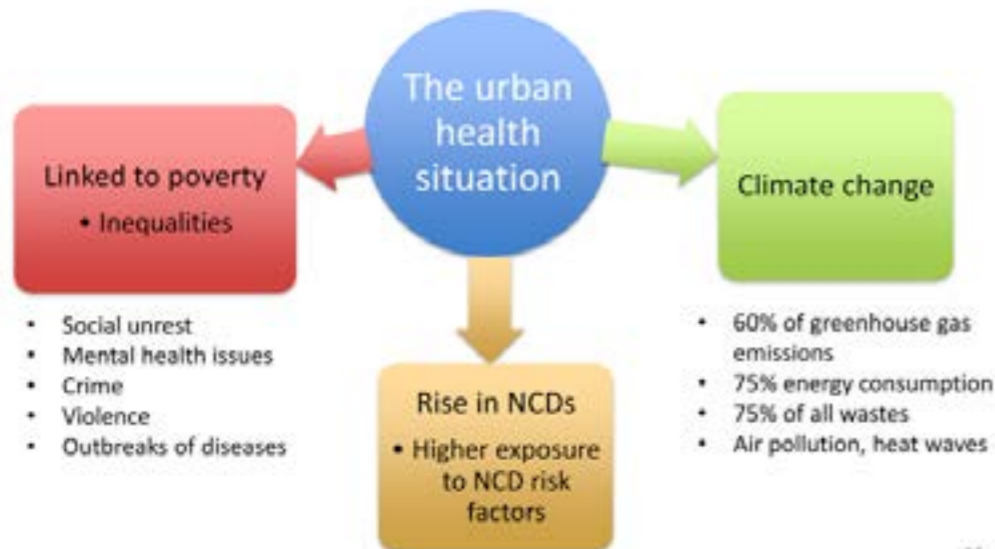 The urban
health
situation
Linked to poverty
• Inequalities
• Social unrest
• Mental health issues
• Crime
• Violence
• Outbreaks of diseases
Rise in NCDs
• Higher exposure
to NCD risk
factors
Climate change
• 60% of greenhouse gas
emissions
• 75% energy consumption
• 75% of all wastes
• Air pollution, heat waves